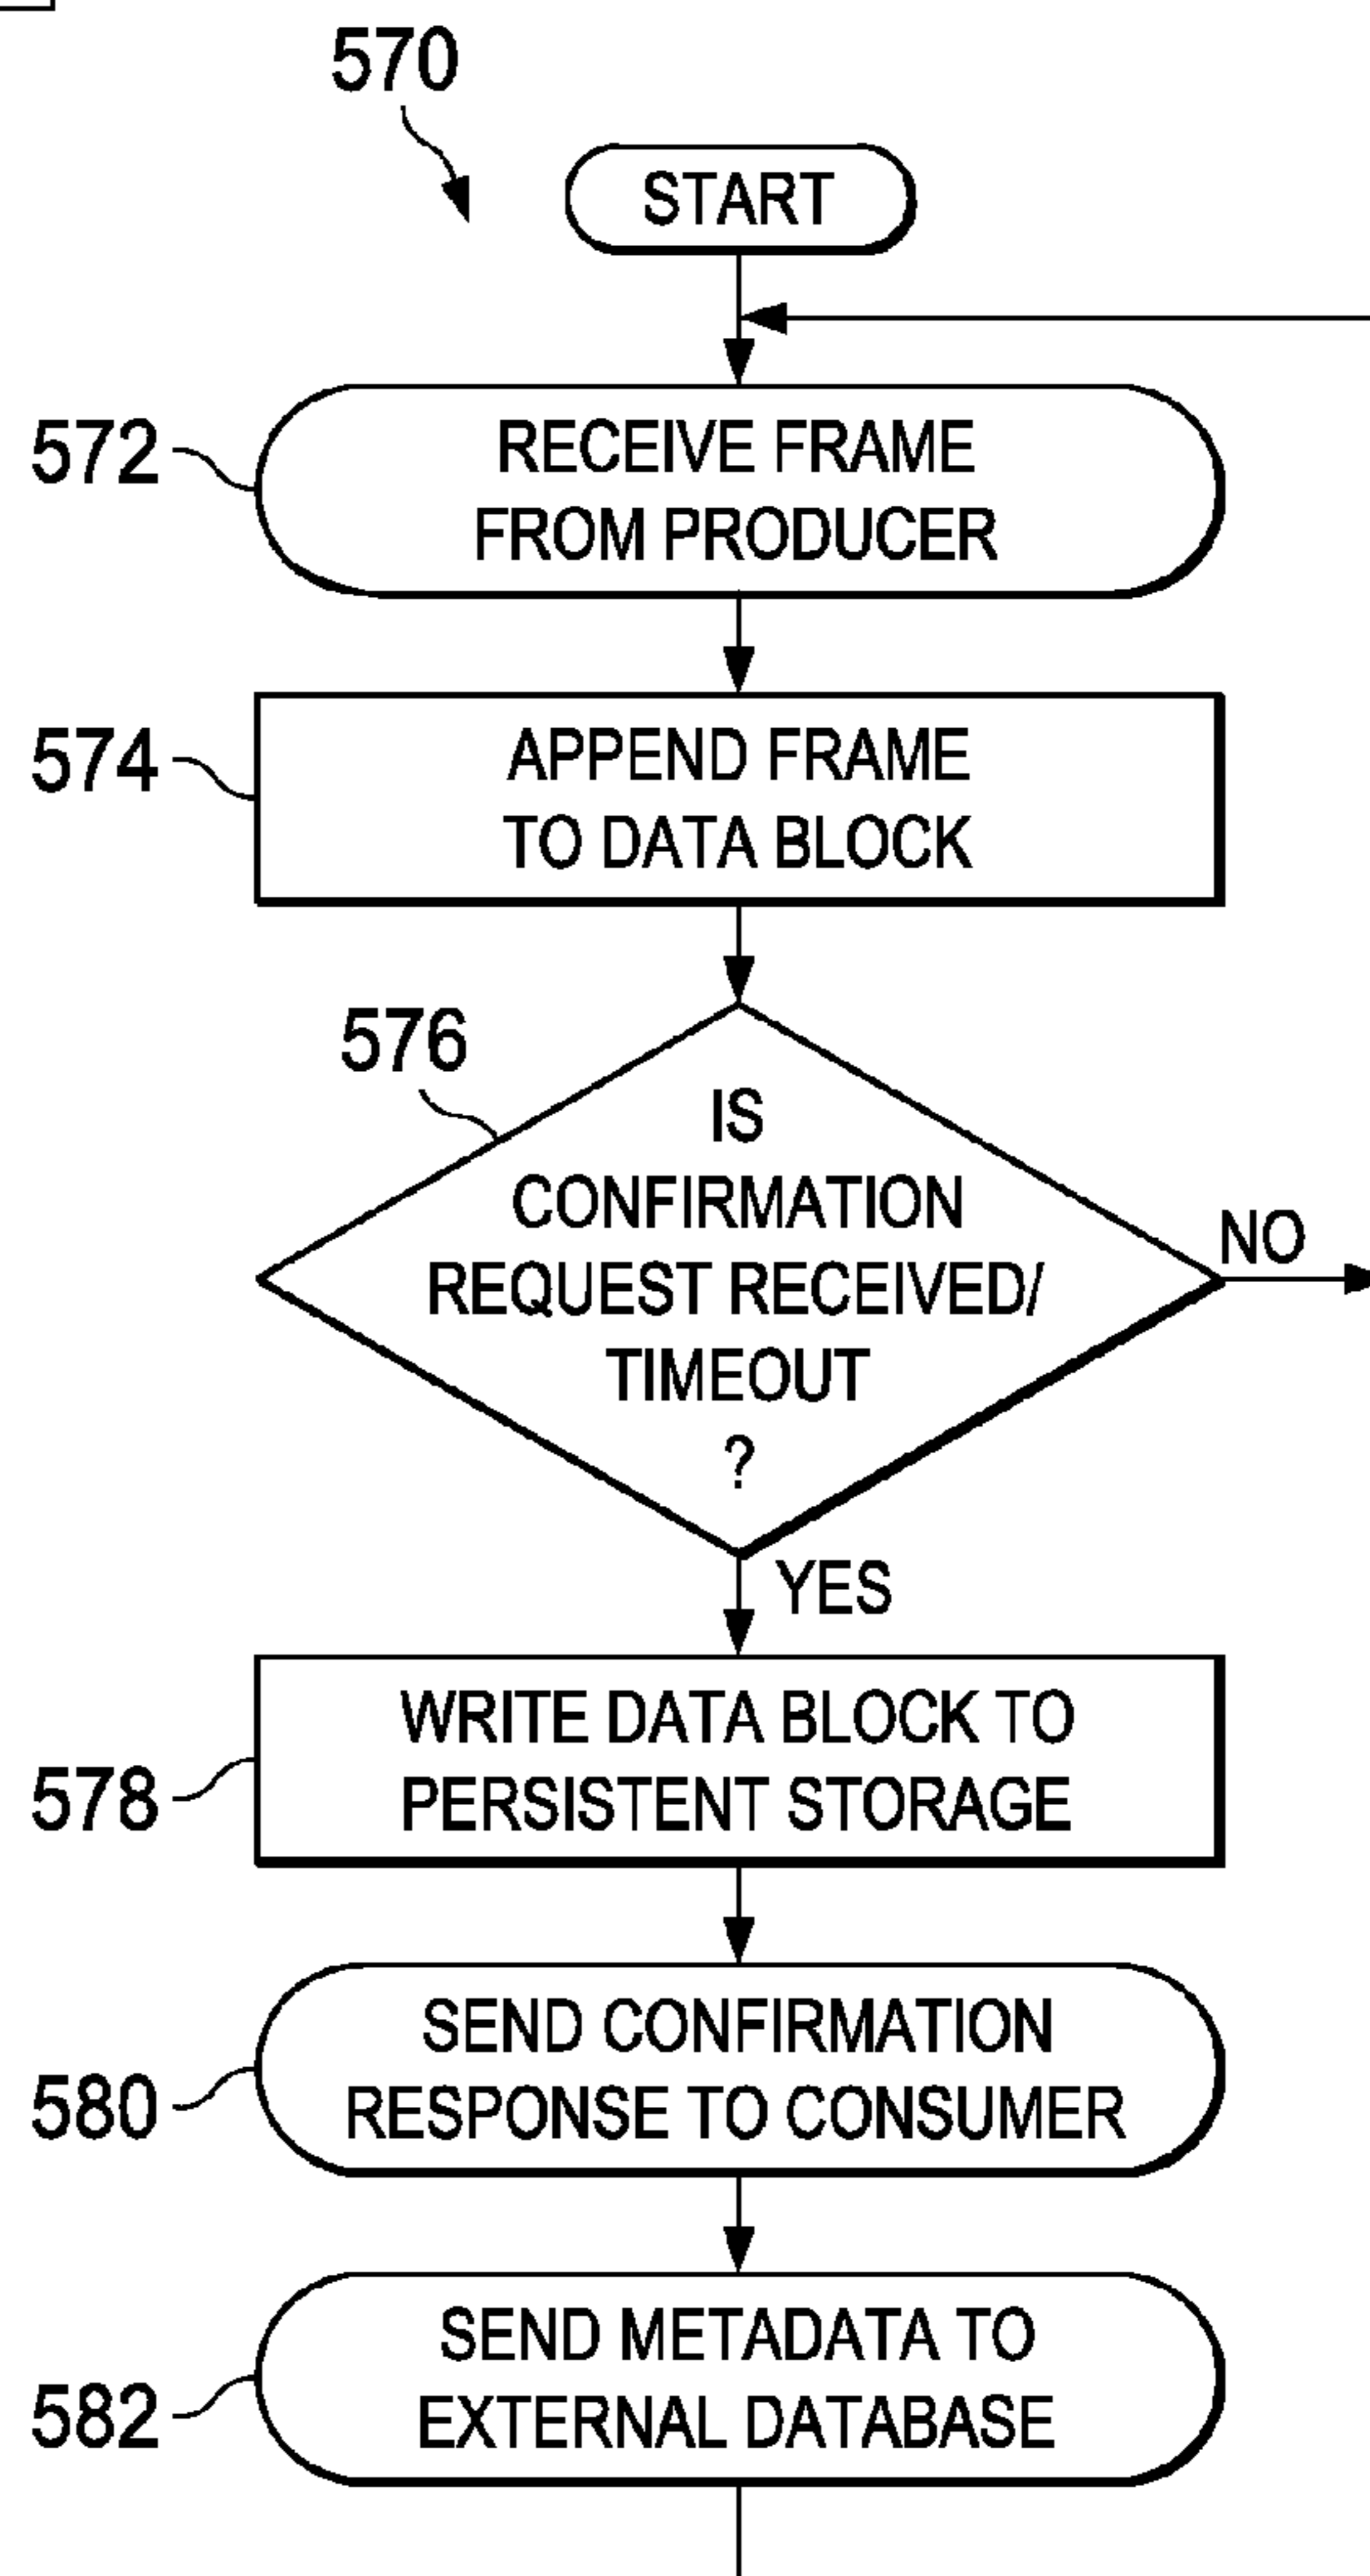 570
START
572
RECEIVE FRAME
FROM PRODUCER
574
APPEND FRAME
TO DATA BLOCK
576
IS
CONFIRMATION
REQUEST RECEIVED/
TIMEOUT
?
NO
YES
578
WRITE DATA BLOCK TO
PERSISTENT STORAGE
580
SEND CONFIRMATION
RESPONSE TO CONSUMER
582
SEND METADATA TO
EXTERNAL DATABASE